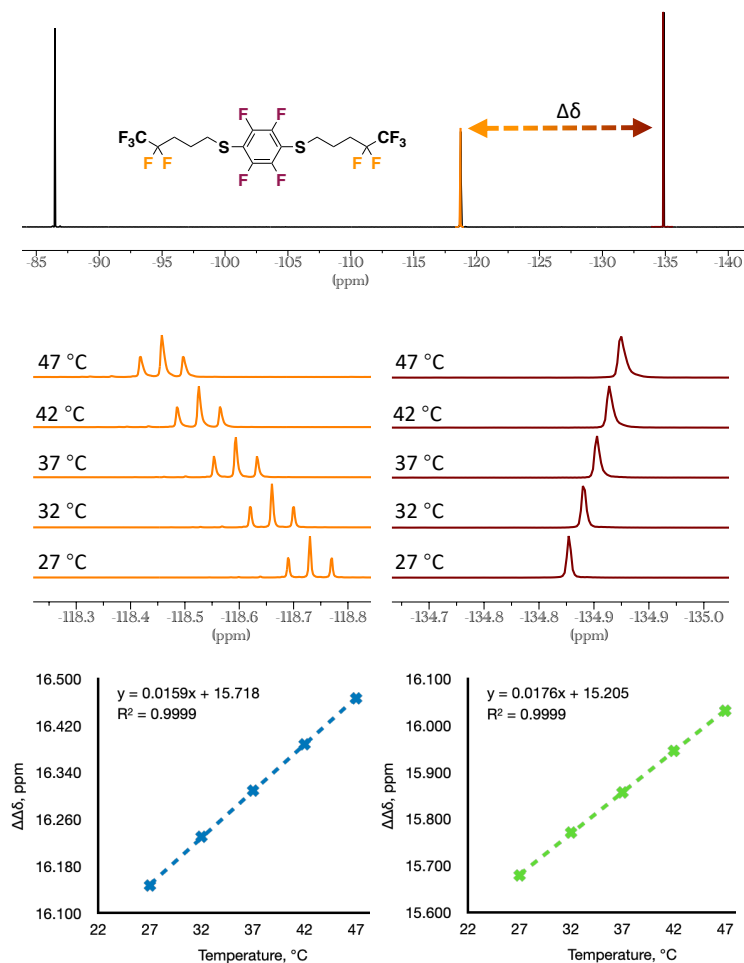 Δδ
F F
F₃C S S CF₃
F F F F F F
-85 -90 -95 -100 -105 -110 -115 -120 -125 -130 -135 -140
(ppm)
47 °C
42 °C
37 °C
32 °C
27 °C
-118.3 -118.4 -118.5 -118.6 -118.7 -118.8
(ppm)
47 °C
42 °C
37 °C
32 °C
27 °C
-134.7 -134.8 -134.8 -134.9 -134.9 -135.0
(ppm)
y = 0.0159x + 15.718
R² = 0.9999
ΔΔδ, ppm
16.500
16.420
16.340
16.260
16.180
16.100
22 27 32 37 42 47
Temperature, °C
y = 0.0176x + 15.205
R² = 0.9999
ΔΔδ, ppm
16.100
16.000
15.900
15.800
15.700
15.600
22 27 32 37 42 47
Temperature, °C